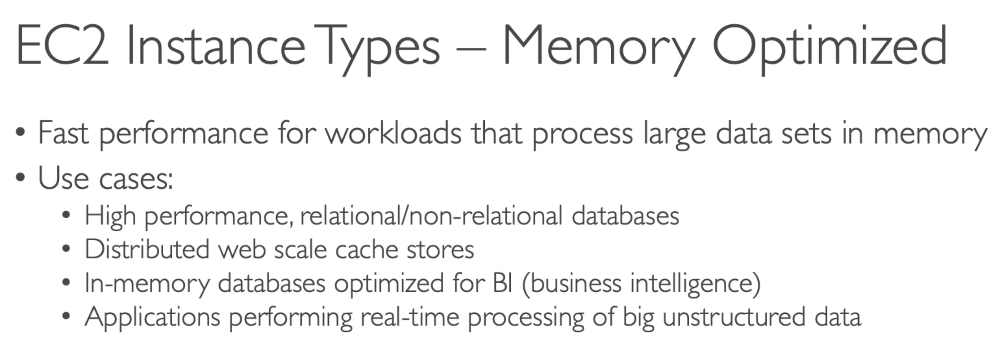 EC2 Instance Types – Memory Optimized
• Fast performance for workloads that process large data sets in memory
• Use cases:
• High performance, relational/non-relational databases
• Distributed web scale cache stores
• In-memory databases optimized for BI (business intelligence)
• Applications performing real-time processing of big unstructured data